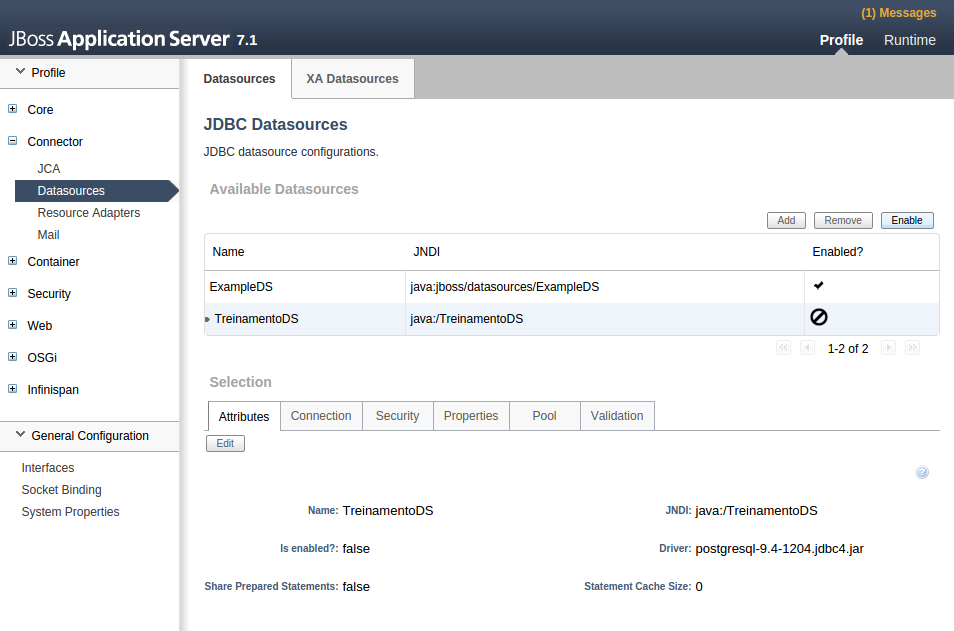 (1) Messages
JBoss Application Server 7.1
Profile Runtime
Profile
Core
Connector
JCA
Datasources
Resource Adapters
Mail
Container
Security
Web
OSGi
Infinispan
General Configuration
Interfaces
Socket Binding
System Properties
Datasources XA Datasources
JDBC Datasources
JDBC datasource configurations.
Available Datasources
Add Remove Enable
Name JNDI Enabled?
ExampleDS java:jboss/datasources/ExampleDS
TreinamentoDS java:/TreinamentoDS
1-2 of 2
Selection
Attributes Connection Security Properties Pool Validation
Edit
Name: TreinamentoDS JNDI: java:/TreinamentoDS
Is enabled?: false Driver: postgresql-9.4-1204.jdbc4.jar
Share Prepared Statements: false Statement Cache Size: 0